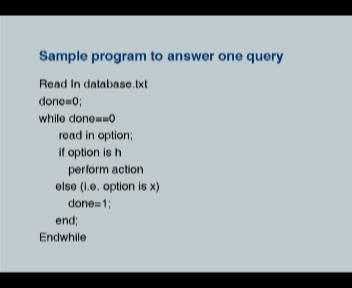 Sample program to answer one query
Read In database.txt
done=0;
while done==0
read in option;
if option is h
perform action
else (i.e. option is x)
done=1;
end;
Endwhile